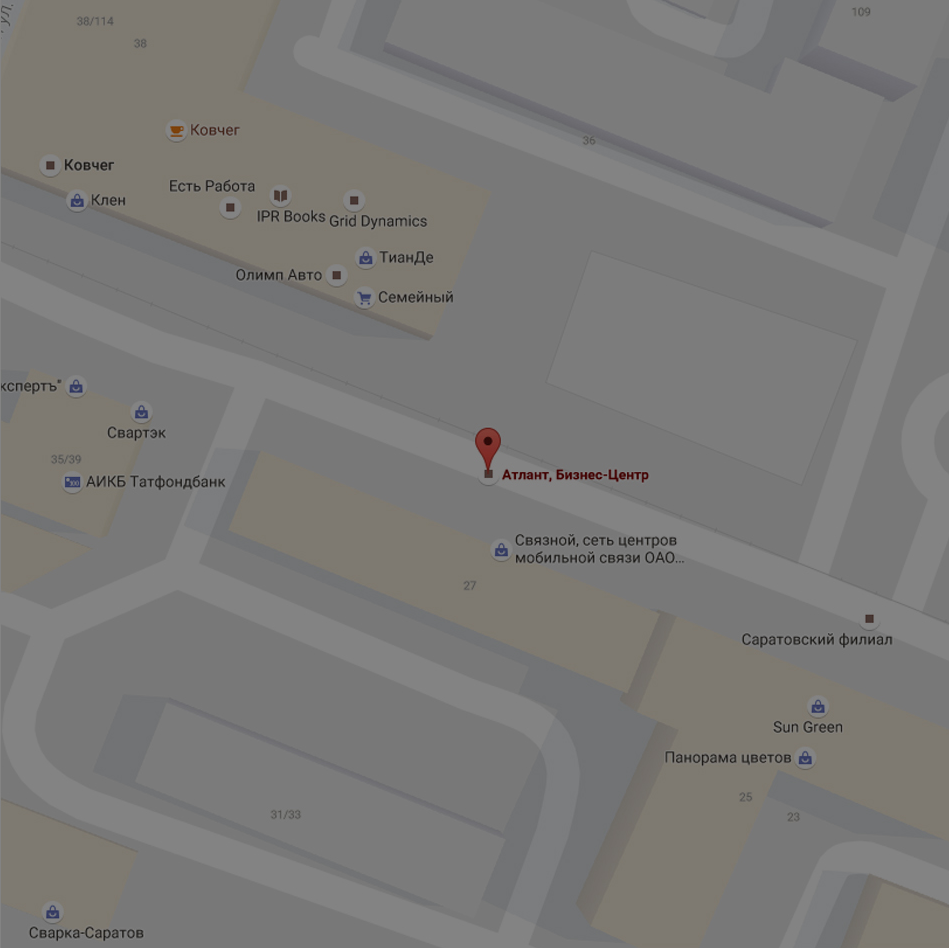 ул.
38/114
38
109
Ковчег
36
Ковчег
Есть Работа
Клен
IPR Books
Grid Dynamics
ТианДе
Олимп Авто
Семейный
кспертъ"
Свартэк
35/39
АИКБ Татфондбанк
Атлант, Бизнес-Центр
Связной, сеть центров
мобильной связи ОАО...
27
Саратовский филиал
Sun Green
Панорама цветов
25
23
31/33
Сварка-Саратов